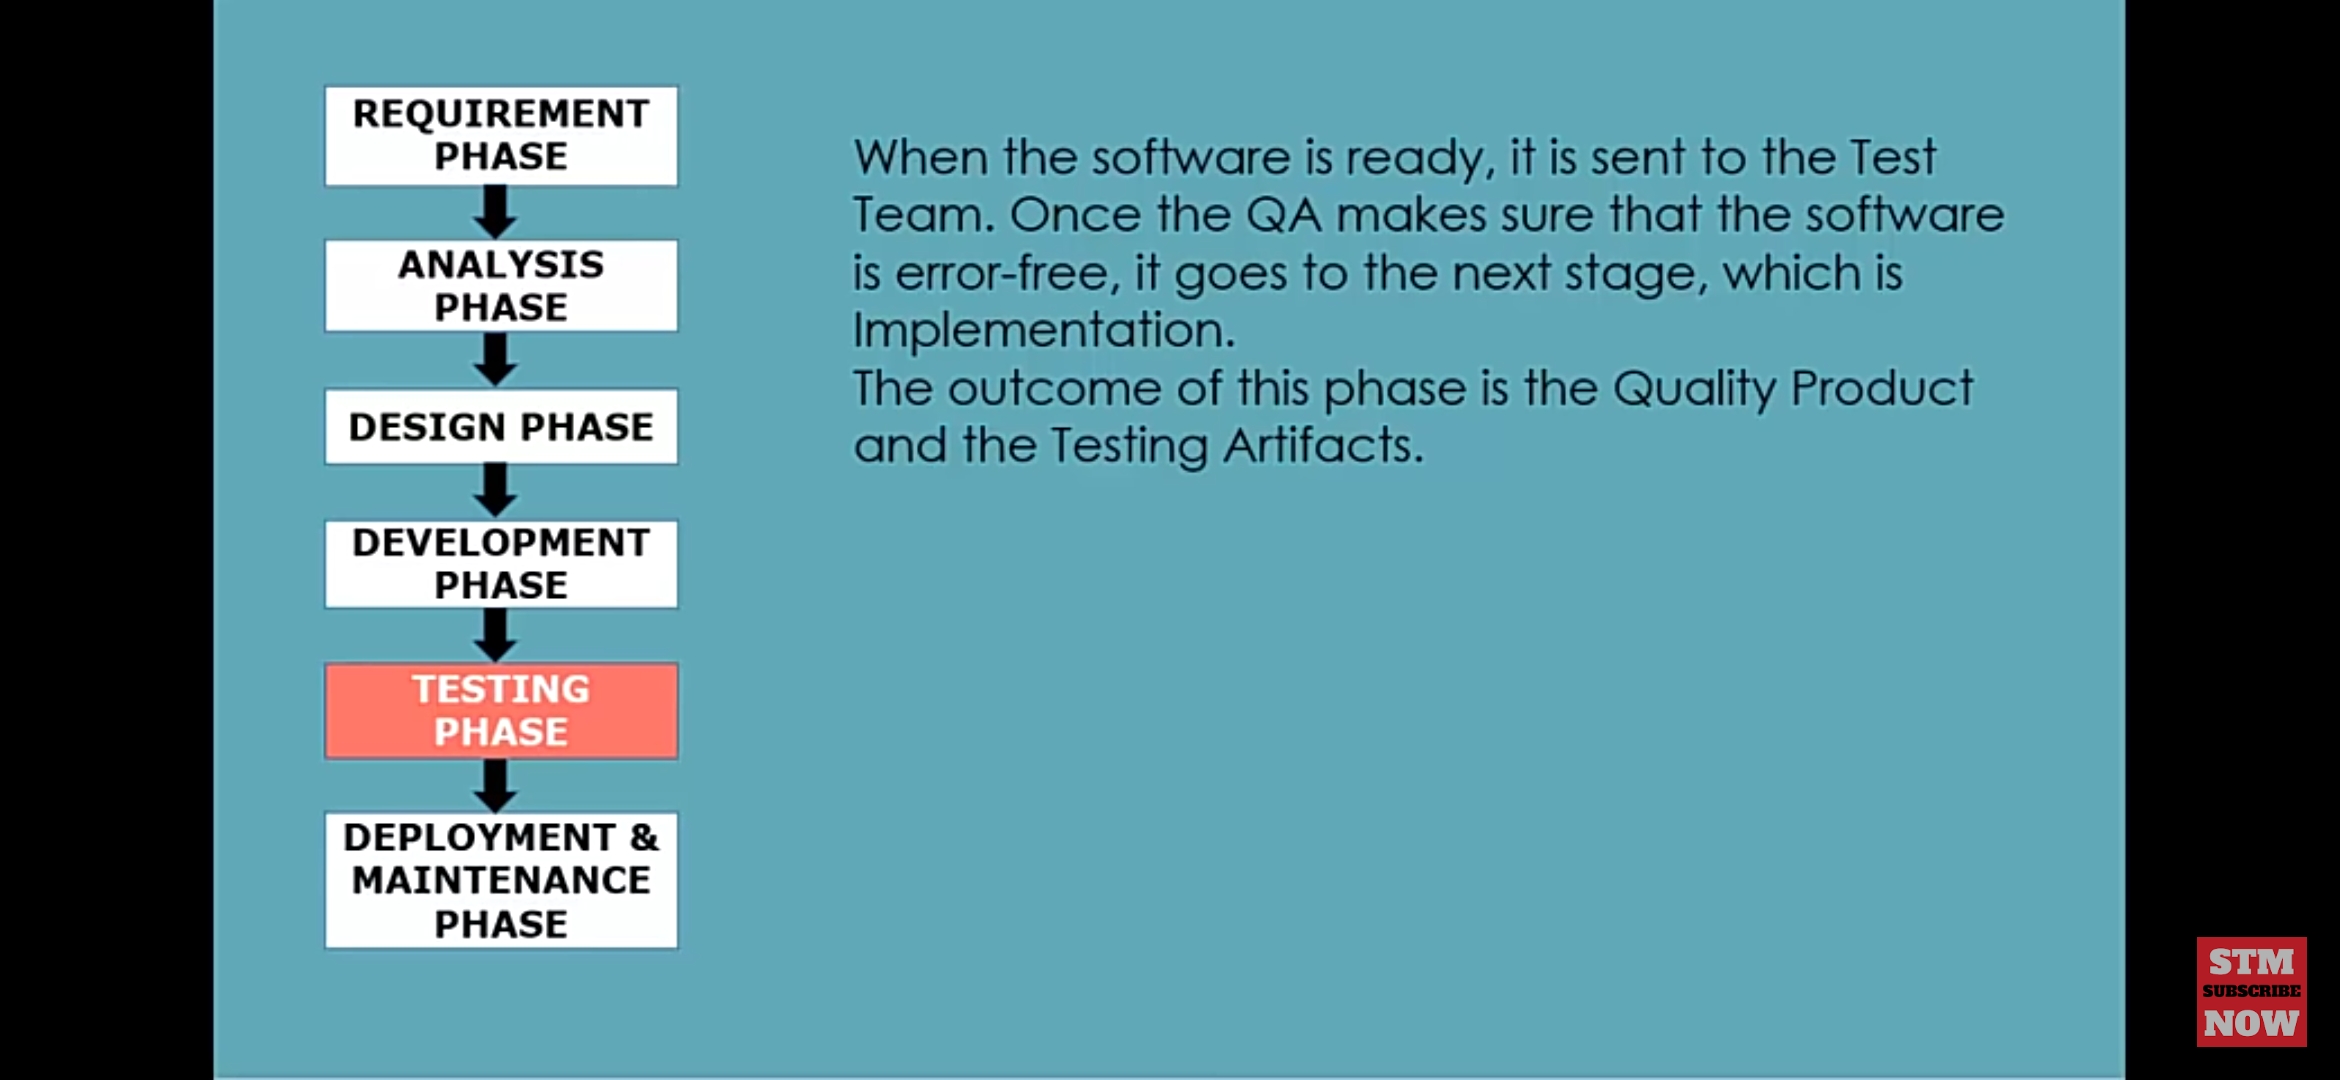 REQUIREMENT
PHASE
ANALYSIS
PHASE
DESIGN PHASE
DEVELOPMENT
PHASE
TESTING
PHASE
DEPLOYMENT &
MAINTENANCE
PHASE
When the software is ready, it is sent to the Test
Team. Once the QA makes sure that the software
is error-free, it goes to the next stage, which is
Implementation.
The outcome of this phase is the Quality Product
and the Testing Artifacts.
STM
SUBSCRIBE
NOW